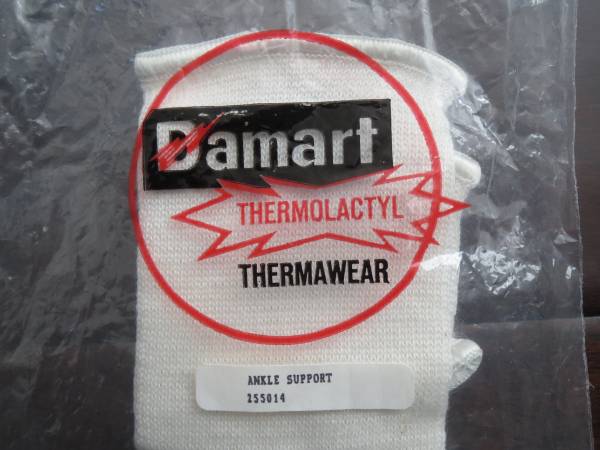 Damart
THERMOLACTYL
THERMAWEAR
ANKLE SUPPORT
255014